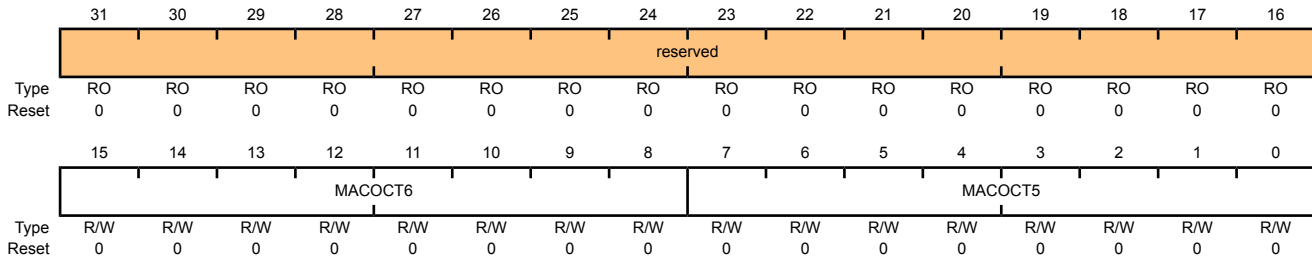 31 30 29 28 27 26 25 24 23 22 21 20 19 18 17 16
reserved
Type RO RO RO RO RO RO RO RO RO RO RO RO RO RO RO RO
Reset 0 0 0 0 0 0 0 0 0 0 0 0 0 0 0 0
15 14 13 12 11 10 9 8 7 6 5 4 3 2 1 0
MACOCT6 MACOCT5
Type R/W R/W R/W R/W R/W R/W R/W R/W R/W R/W R/W R/W R/W R/W R/W R/W
Reset 0 0 0 0 0 0 0 0 0 0 0 0 0 0 0 0